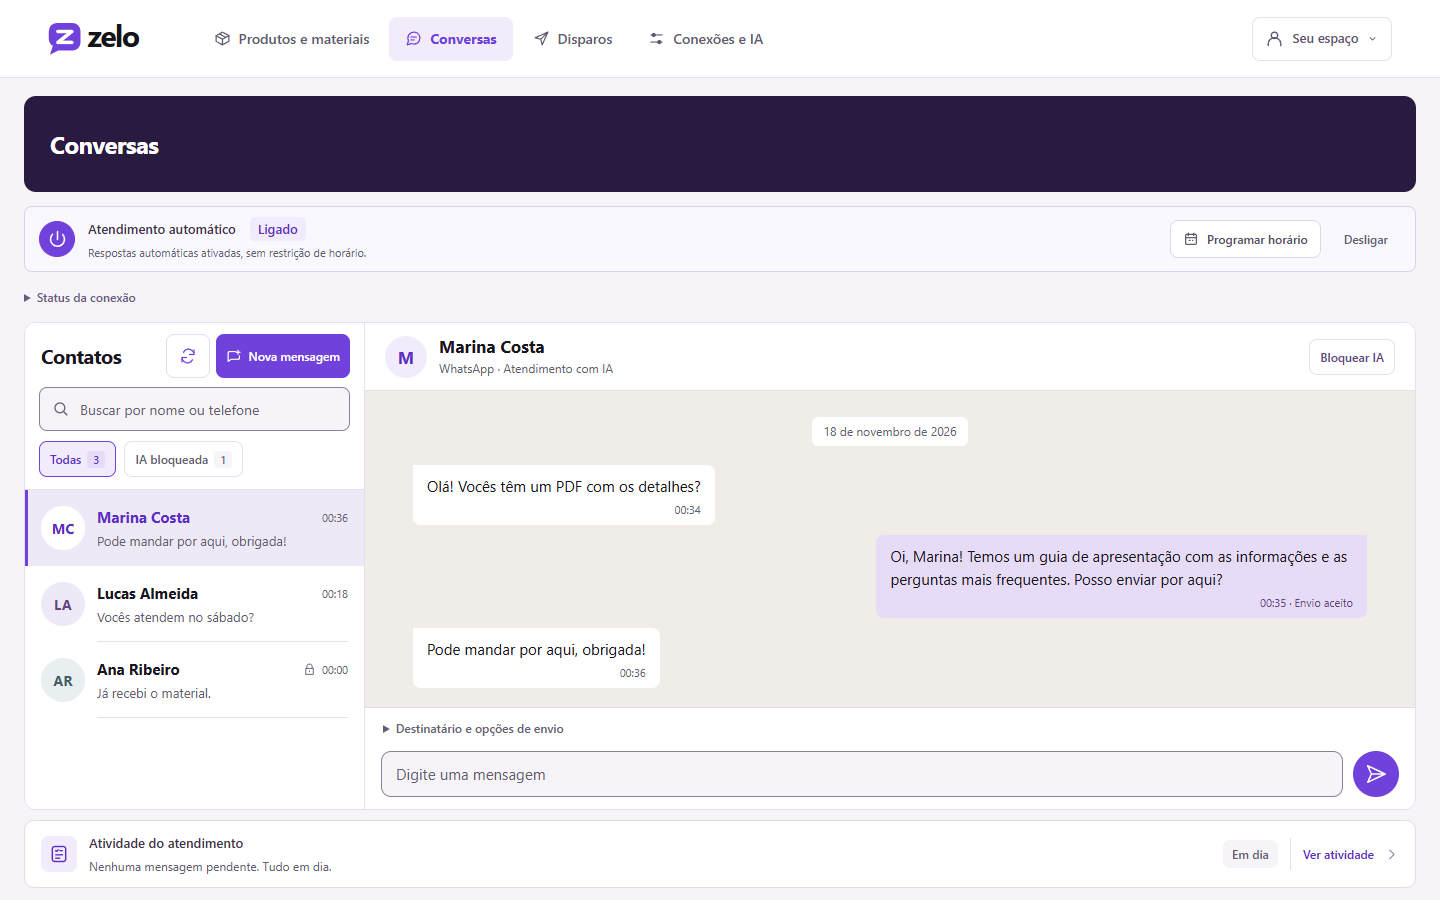 zelo
Produtos e materiais
Conversas
Disparos
Conexões e IA
Seu espaço
Conversas
Atendimento automático
Ligado
Respostas automáticas ativadas, sem restrição de horário.
Programar horário
Desligar
Status da conexão
Contatos
Nova mensagem
Buscar por nome ou telefone
Todas 3
IA bloqueada 1
MC
Marina Costa
00:36
Pode mandar por aqui, obrigada!
LA
Lucas Almeida
00:18
Vocês atendem no sábado?
AR
Ana Ribeiro
00:00
Já recebi o material.
M
Marina Costa
WhatsApp · Atendimento com IA
Bloquear IA
18 de novembro de 2026
Olá! Vocês têm um PDF com os detalhes?
00:34
Oi, Marina! Temos um guia de apresentação com as informações e as
perguntas mais frequentes. Posso enviar por aqui?
00:35 · Envio aceito
Pode mandar por aqui, obrigada!
00:36
Destinatário e opções de envio
Digite uma mensagem
Atividade do atendimento
Nenhuma mensagem pendente. Tudo em dia.
Em dia
Ver atividade